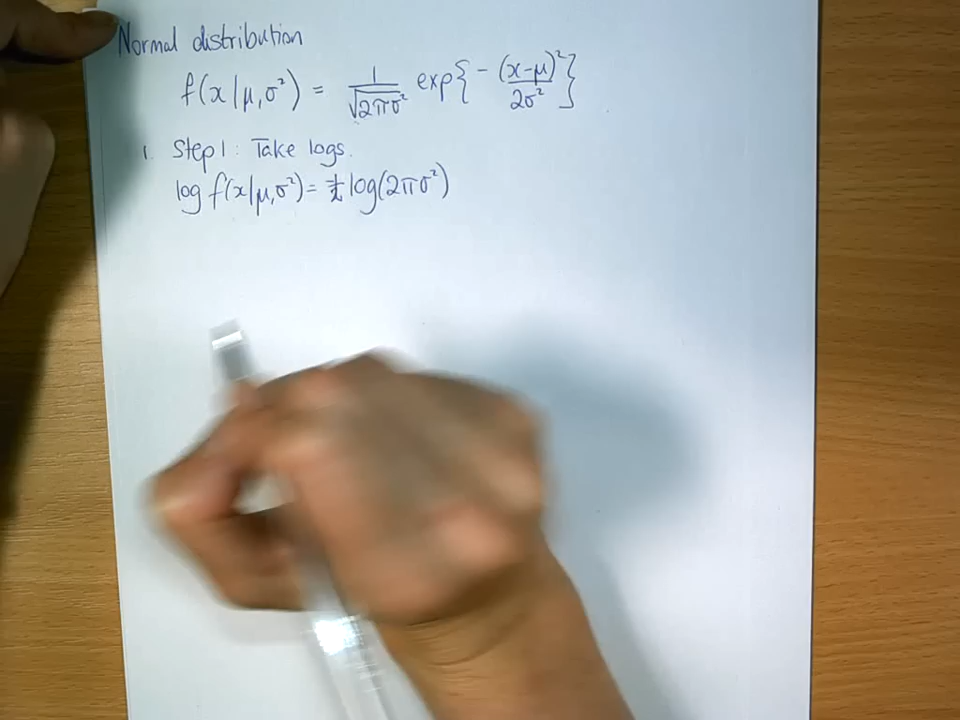 Normal distribution
f(x|μ,σ²) = 1/√2πσ² exp{-(x-μ)²/2σ²}
1. Step 1: Take logs.
log f(x|μ,σ²) = ½ log(2πσ²)